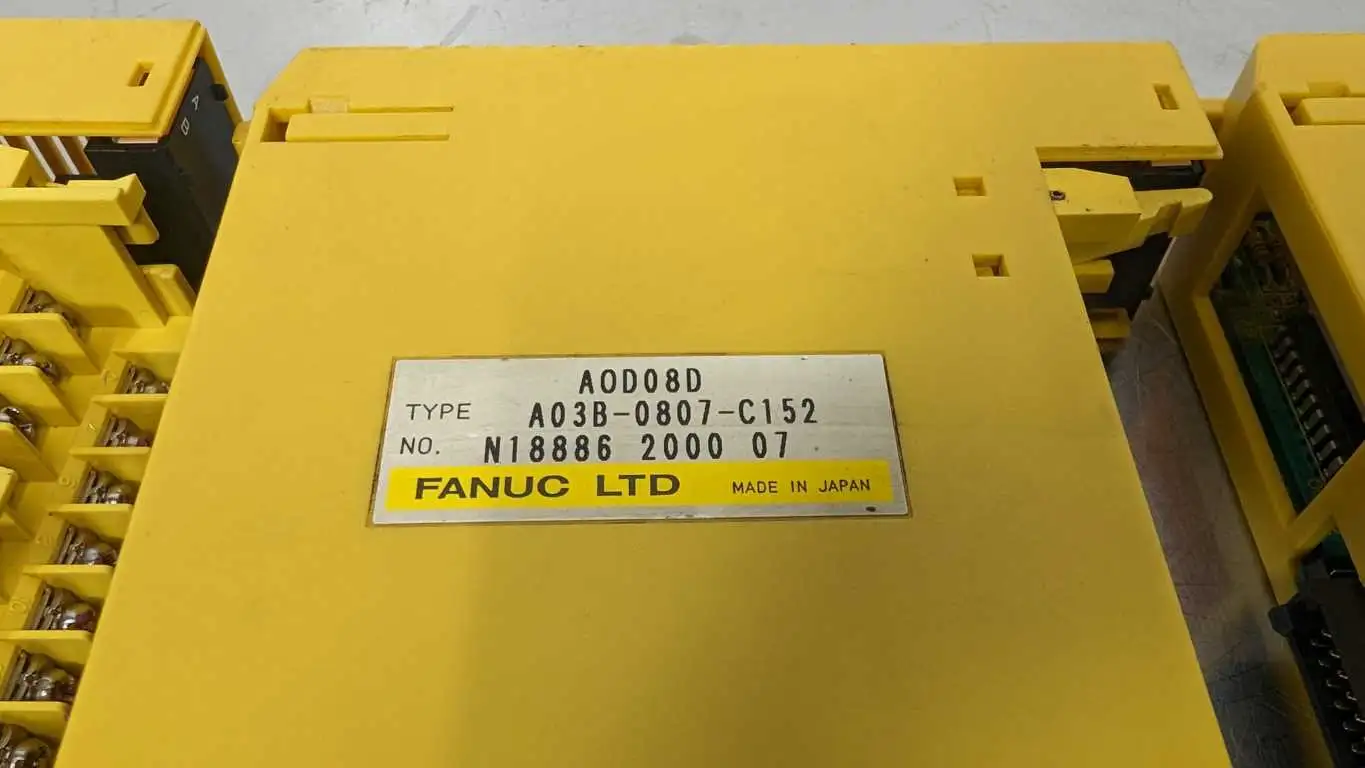 AOD08D
TYPE A03B-0807-C152
NO. N18886 2000 07
FANUC LTD MADE IN JAPAN
A
B